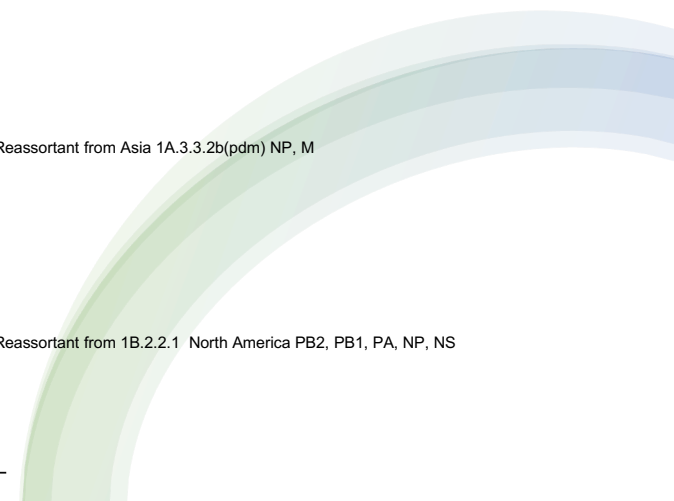 Reassortant from Asia 1A.3.3.2b(pdm) NP, M
Reassortant from 1B.2.2.1 North America PB2, PB1, PA, NP, NS